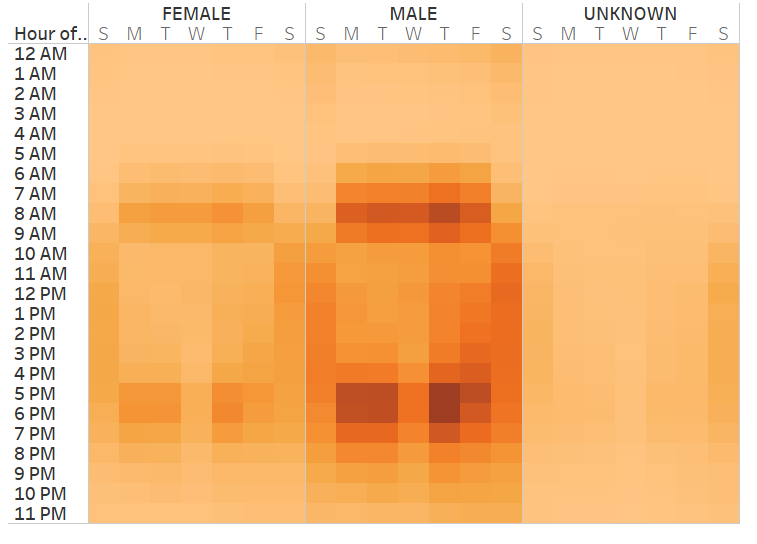 FEMALE MALE UNKNOWN
Hour of.. S M T W T F S S M T W T F S S M T W T F S
12 AM
1 AM
2 AM
3 AM
4 AM
5 AM
6 AM
7 AM
8 AM
9 AM
10 AM
11 AM
12 PM
1 PM
2 PM
3 PM
4 PM
5 PM
6 PM
7 PM
8 PM
9 PM
10 PM
11 PM